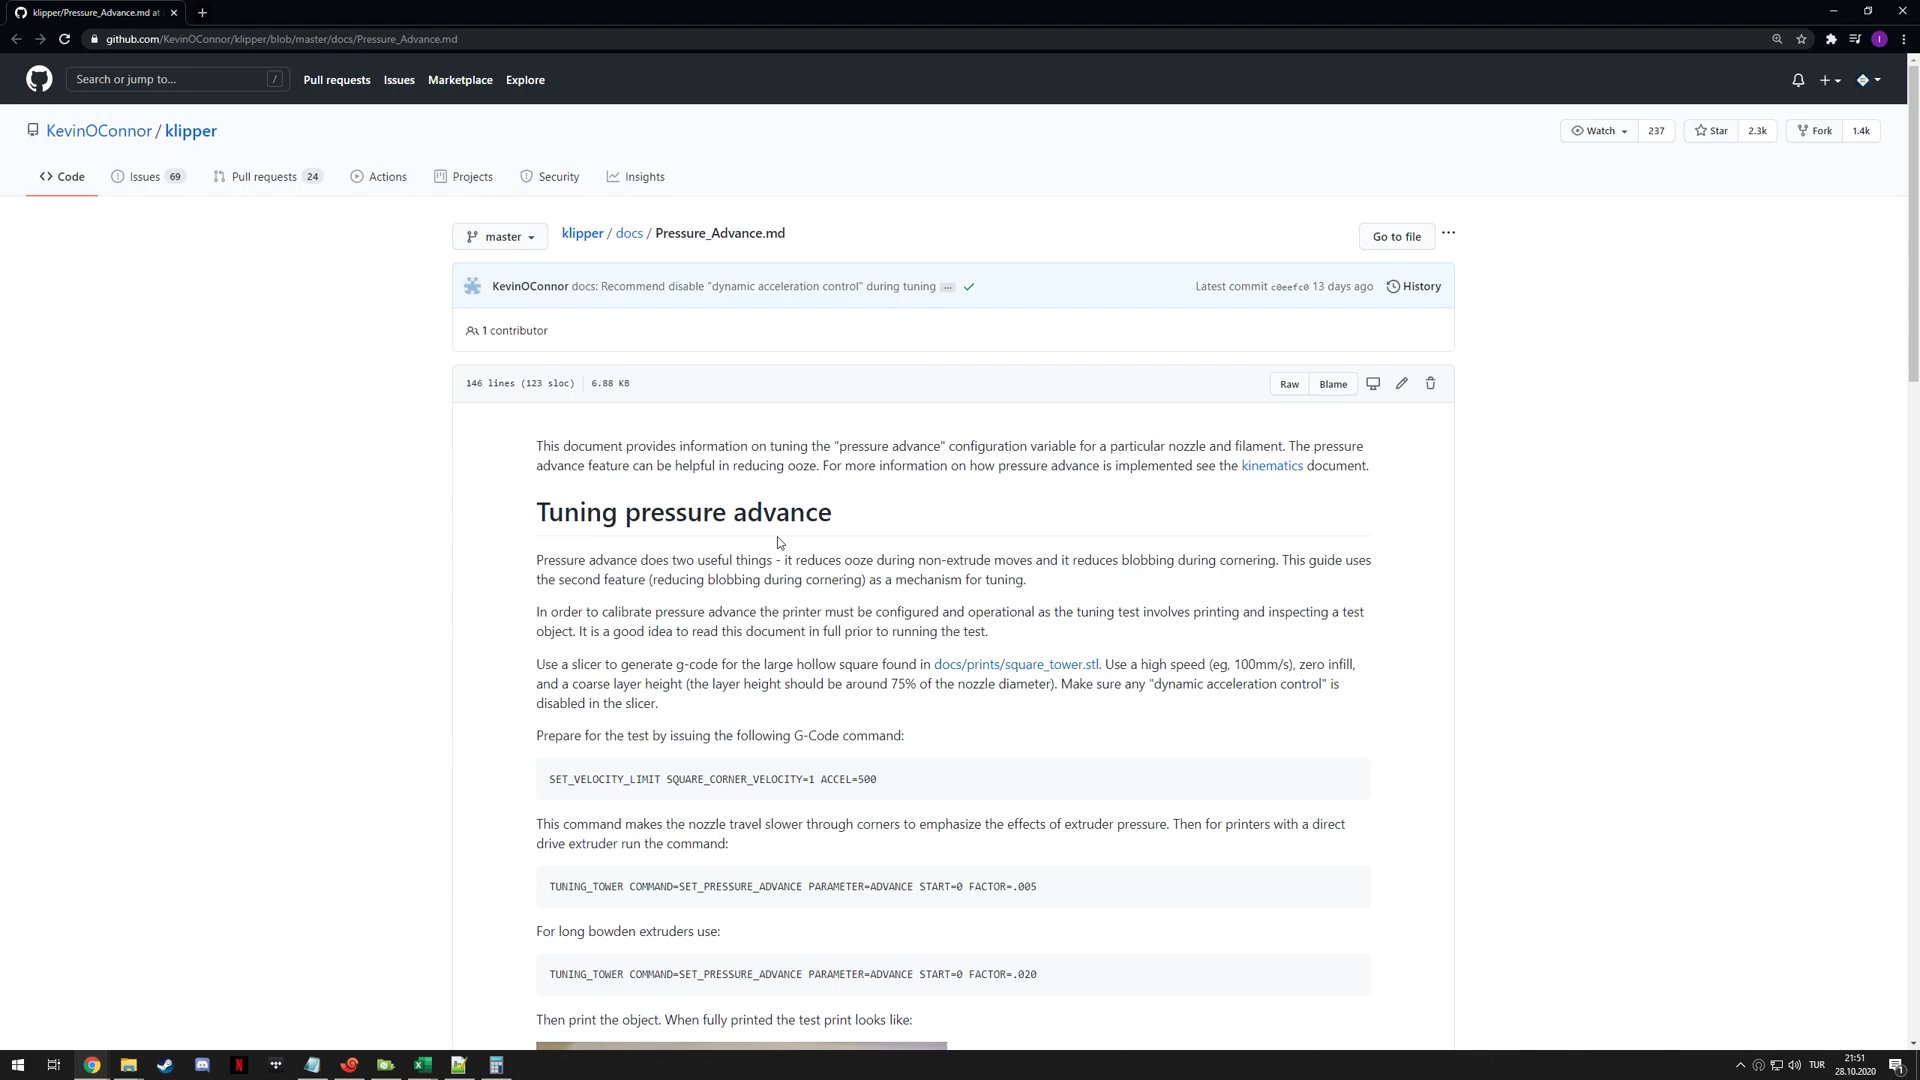 klipper/Pressure_Advance.md at
github.com/KevinOConnor/klipper/blob/master/docs/Pressure_Advance.md
Search or jump to...
/
Pull requests
Issues
Marketplace
Explore
KevinOConnor / klipper
Watch
237
Star
2.3k
Fork
1.4k
Code
Issues 69
Pull requests 24
Actions
Projects
Security
Insights
master
klipper / docs / Pressure_Advance.md
Go to file
KevinOConnor docs: Recommend disable "dynamic acceleration control" during tuning
Latest commit c0eefc0 13 days ago
History
1 contributor
146 lines (123 sloc)
6.88 KB
Raw
Blame
This document provides information on tuning the "pressure advance" configuration variable for a particular nozzle and filament. The pressure
advance feature can be helpful in reducing ooze. For more information on how pressure advance is implemented see the kinematics document.
Tuning pressure advance
Pressure advance does two useful things - it reduces ooze during non-extrude moves and it reduces blobbing during cornering. This guide uses
the second feature (reducing blobbing during cornering) as a mechanism for tuning.
In order to calibrate pressure advance the printer must be configured and operational as the tuning test involves printing and inspecting a test
object. It is a good idea to read this document in full prior to running the test.
Use a slicer to generate g-code for the large hollow square found in docs/prints/square_tower.stl. Use a high speed (eg, 100mm/s), zero infill,
and a coarse layer height (the layer height should be around 75% of the nozzle diameter). Make sure any "dynamic acceleration control" is
disabled in the slicer.
Prepare for the test by issuing the following G-Code command:
SET_VELOCITY_LIMIT SQUARE_CORNER_VELOCITY=1 ACCEL=500
This command makes the nozzle travel slower through corners to emphasize the effects of extruder pressure. Then for printers with a direct
drive extruder run the command:
TUNING_TOWER COMMAND=SET_PRESSURE_ADVANCE PARAMETER=ADVANCE START=0 FACTOR=.005
For long bowden extruders use:
TUNING_TOWER COMMAND=SET_PRESSURE_ADVANCE PARAMETER=ADVANCE START=0 FACTOR=.020
Then print the object. When fully printed the test print looks like:
TUR
21:51
28.10.2020